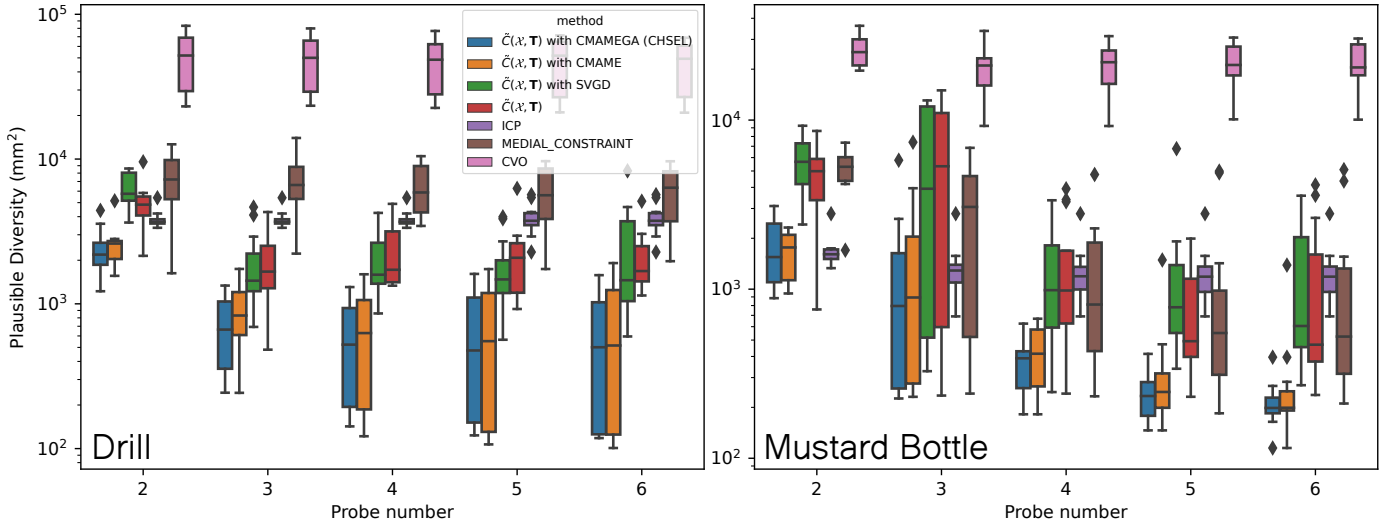 Plausible Diversity (mm²)
10⁵
10⁴
10³
10²
method
C̃(𝒳, T) with CMAMEGA (CHSEL)
C̃(𝒳, T) with CMAME
C̃(𝒳, T) with SVGD
C̃(𝒳, T)
ICP
MEDIAL_CONSTRAINT
CVO
Drill
2 3 4 5 6
Probe number
10⁴
10³
10²
Mustard Bottle
2 3 4 5 6
Probe number